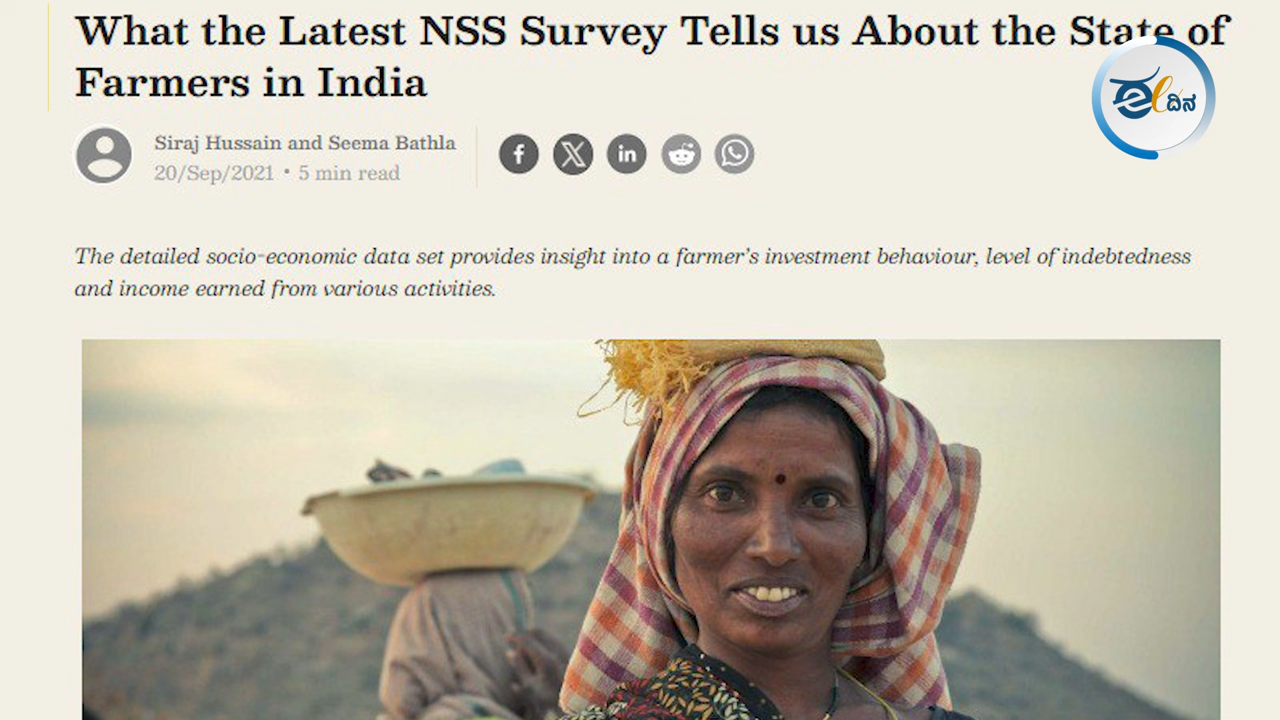 What the Latest NSS Survey Tells us About the State of
Farmers in India
Siraj Hussain and Seema Bathla
20/Sep/2021 • 5 min read
The detailed socio-economic data set provides insight into a farmer's investment behaviour, level of indebtedness
and income earned from various activities.
ಈ ದಿನ